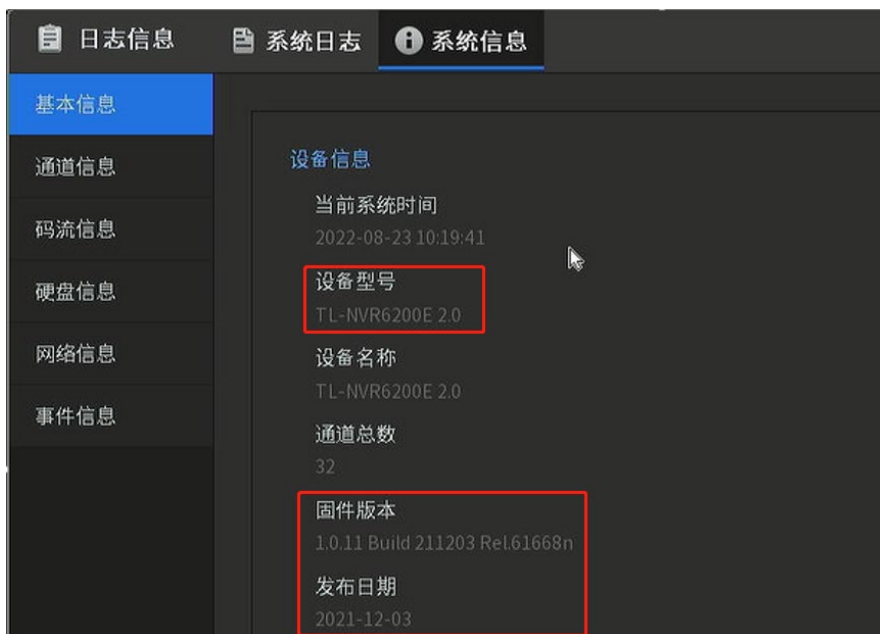 日志信息 系统日志 系统信息
基本信息
通道信息
码流信息
硬盘信息
网络信息
事件信息
设备信息
当前系统时间
2022-08-23 10:19:41
设备型号
TL-NVR6200E 2.0
设备名称
TL-NVR6200E 2.0
通道总数
32
固件版本
1.0.11 Build 211203 Rel.61668n
发布日期
2021-12-03